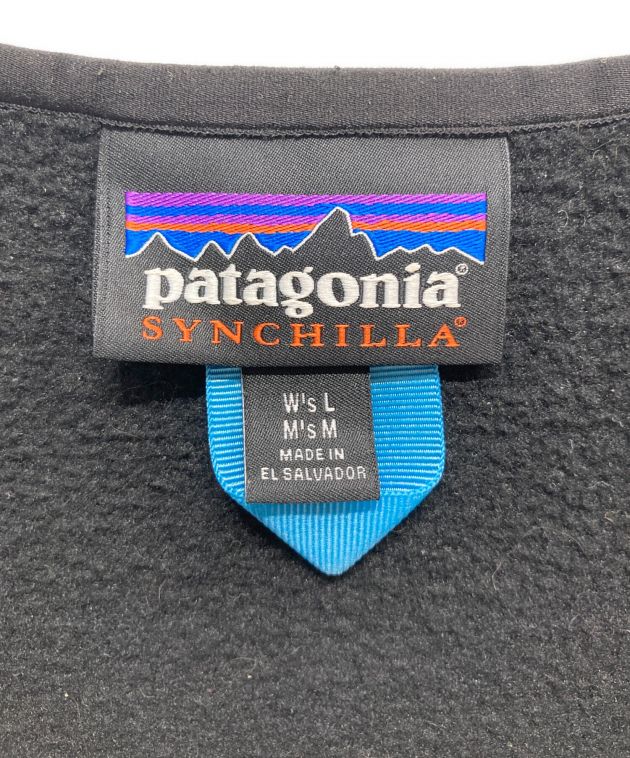 patagonia®
SYNCHILLA®
W's L
M's M
MADE IN
EL SALVADOR